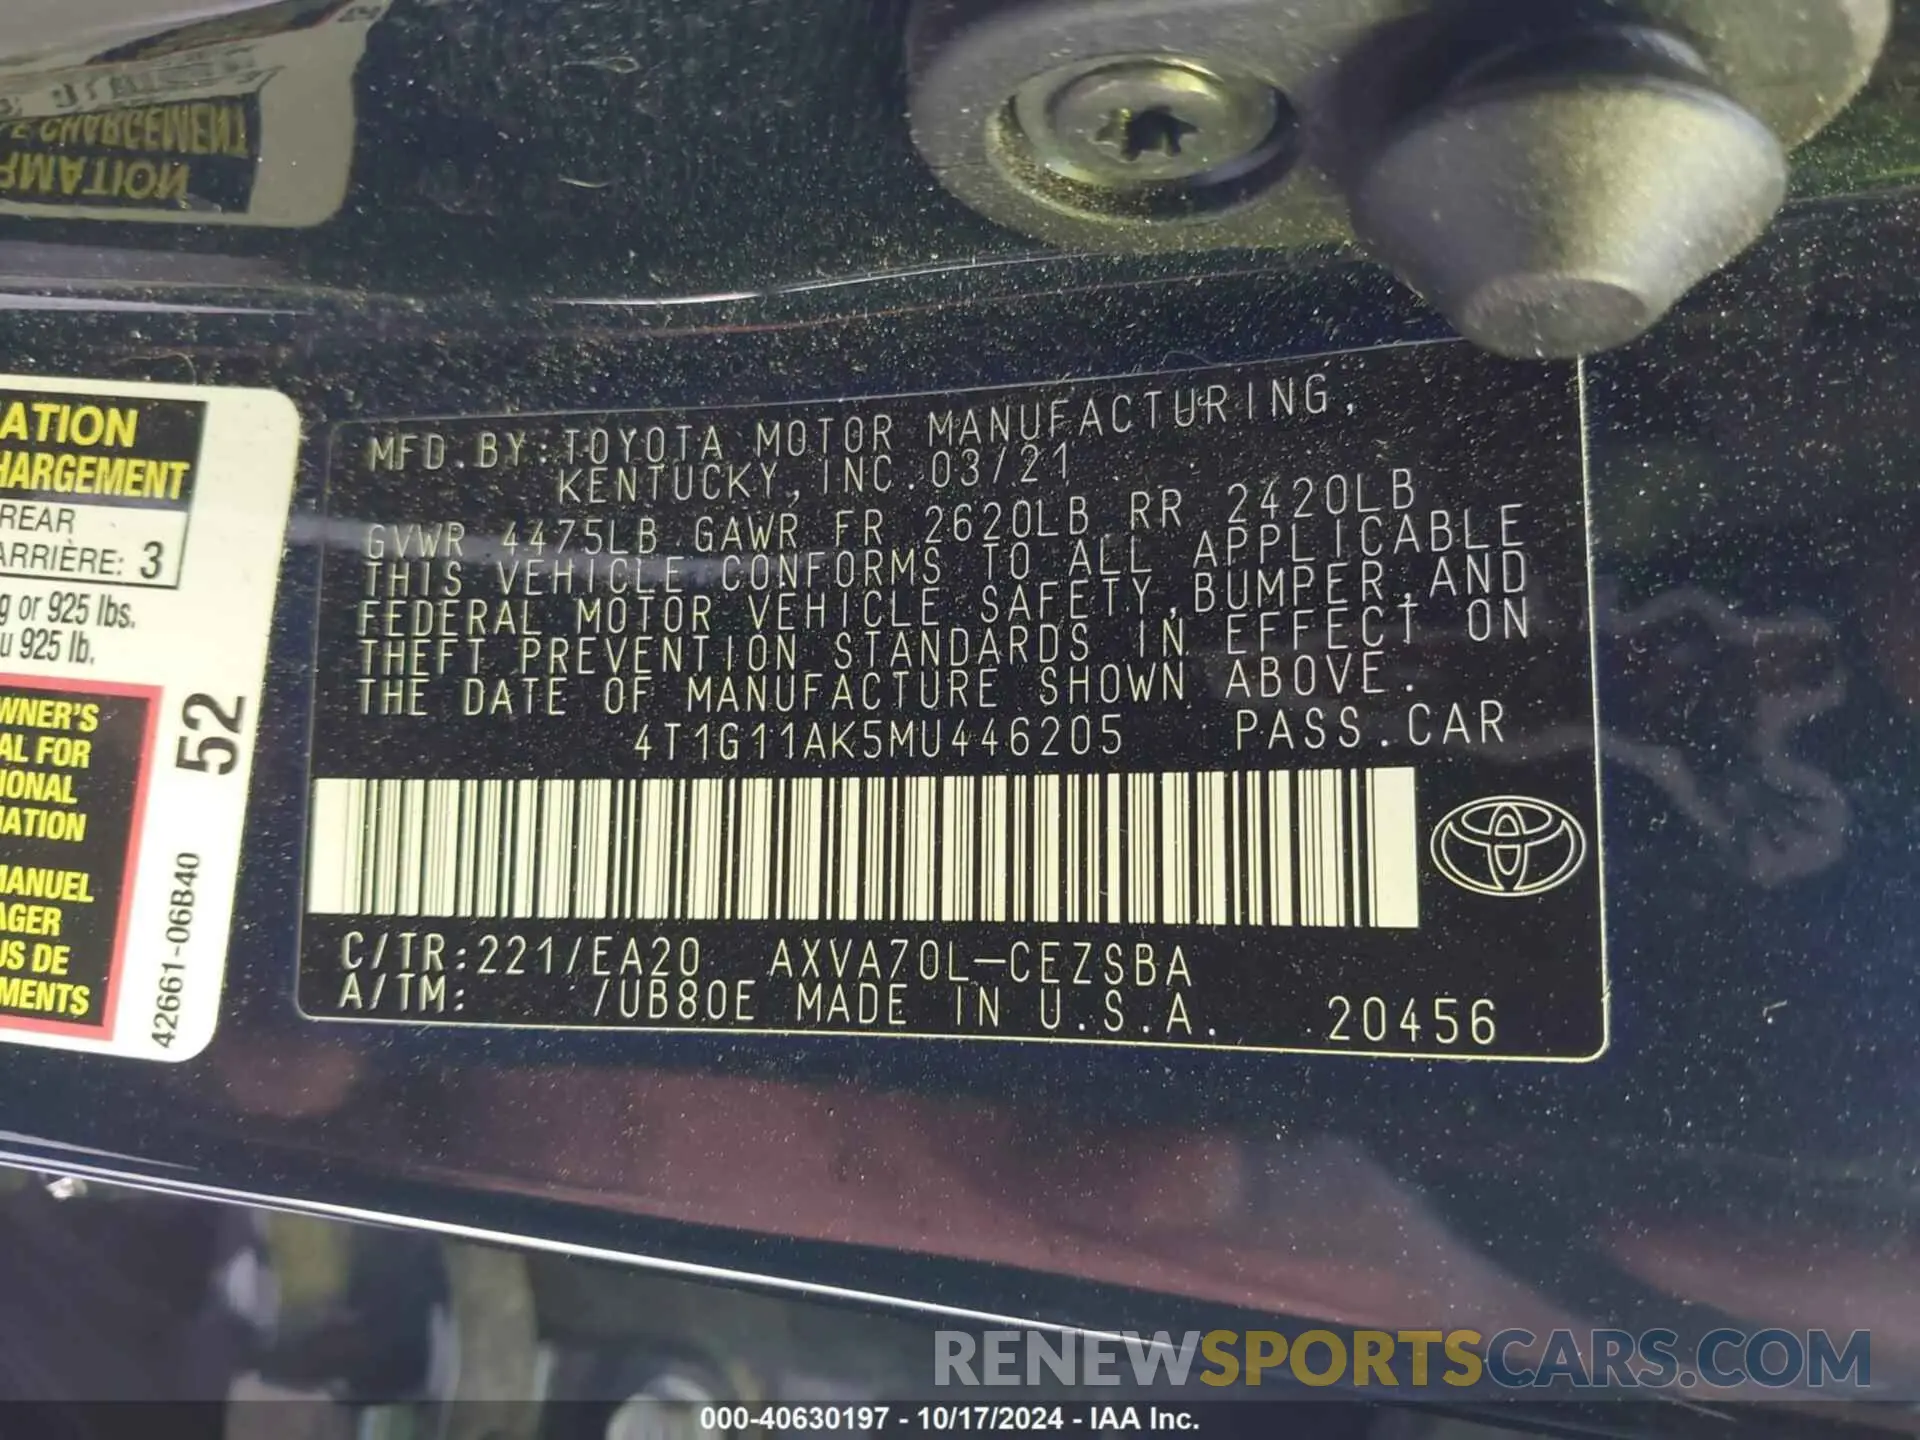 CHARGEMENT
RMATION
ATION
HARGEMENT
REAR
ARRIÈRE: 3
g or 925 lbs.
u 925 lb.
WNER'S
AL FOR
IONAL
ATION
MANUEL
AGER
US DE
MENTS
52
42661-06B40
MFD. BY: TOYOTA MOTOR MANUFACTURING,
KENTUCKY, INC. 03/21
GVWR 4475LB GAWR FR 2620LB RR 2420LB
THIS VEHICLE CONFORMS TO ALL APPLICABLE
FEDERAL MOTOR VEHICLE SAFETY, BUMPER, AND
THEFT PREVENTION STANDARDS IN EFFECT ON
THE DATE OF MANUFACTURE SHOWN ABOVE.
4T1G11AK5MU446205 PASS.CAR
C/TR:221/EA20 AXVA70L-CEZSBA
A/TM: /UB80E MADE IN U.S.A. 20456
RENEWSPORTSCARS.COM
000-40630197 - 10/17/2024 - IAA Inc.